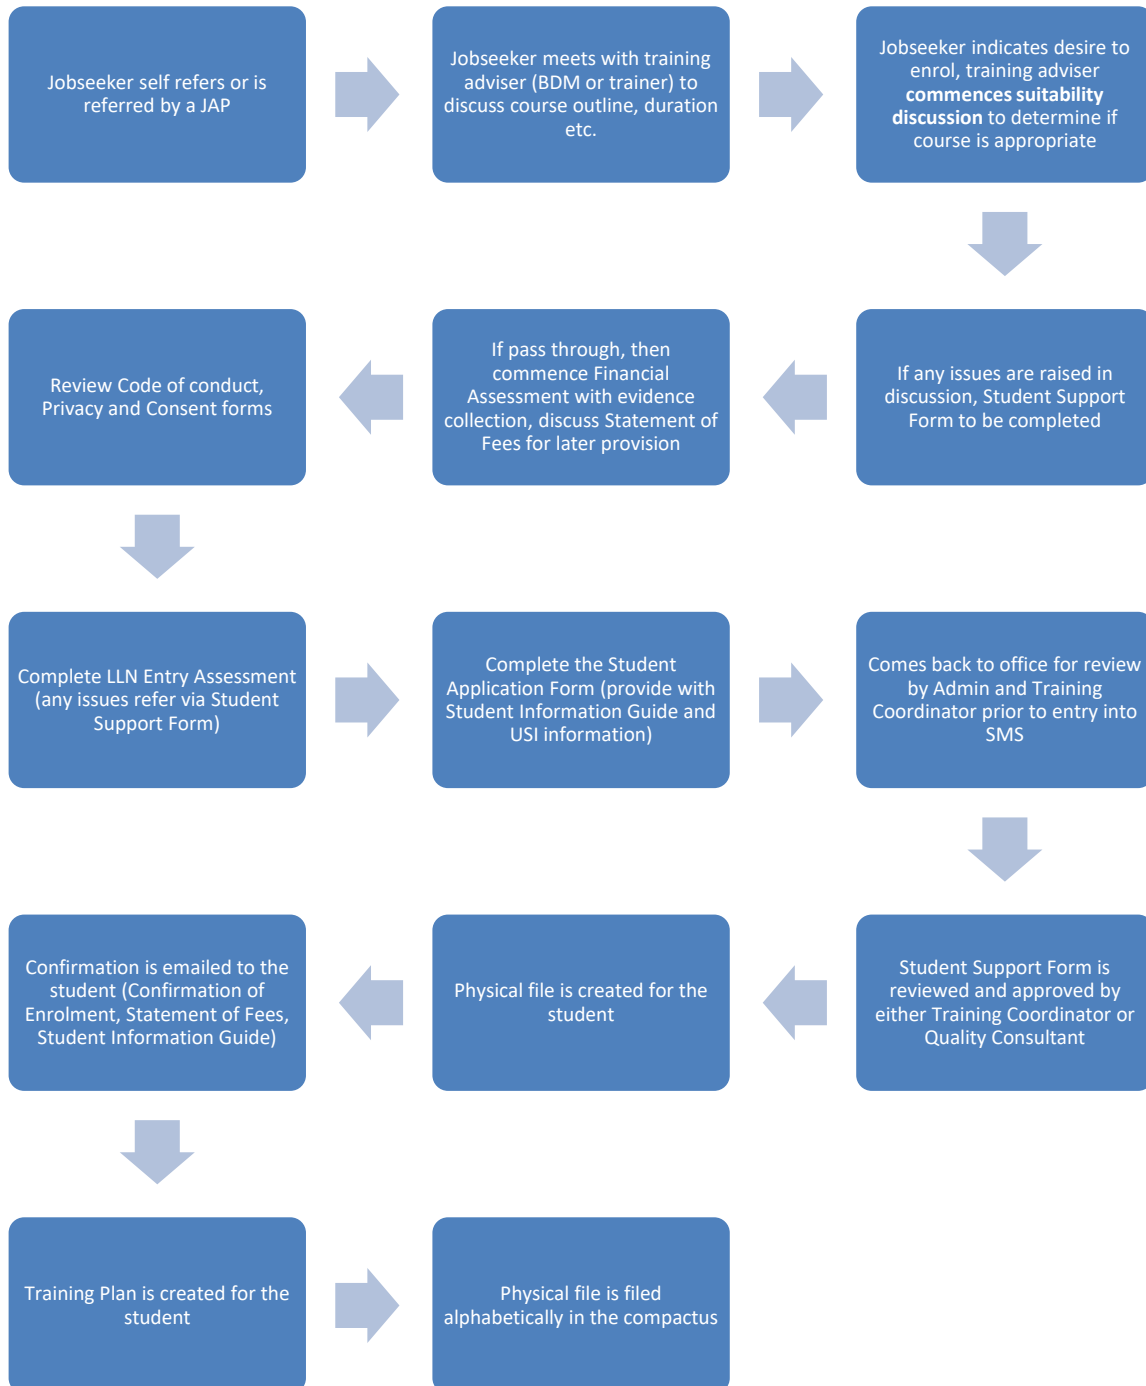 Jobseeker self refers or is
referred by a JAP
Jobseeker meets with training
adviser (BDM or trainer) to
discuss course outline, duration
etc.
Jobseeker indicates desire to
enrol, training adviser
commences suitability
discussion to determine if
course is appropriate
If any issues are raised in
discussion, Student Support
Form to be completed
If pass through, then
commence Financial
Assessment with evidence
collection, discuss Statement of
Fees for later provision
Review Code of conduct,
Privacy and Consent forms
Complete LLN Entry Assessment
(any issues refer via Student
Support Form)
Complete the Student
Application Form (provide with
Student Information Guide and
USI information)
Comes back to office for review
by Admin and Training
Coordinator prior to entry into
SMS
Student Support Form is
reviewed and approved by
either Training Coordinator or
Quality Consultant
Physical file is created for the
student
Confirmation is emailed to the
student (Confirmation of
Enrolment, Statement of Fees,
Student Information Guide)
Training Plan is created for the
student
Physical file is filed
alphabetically in the compactus